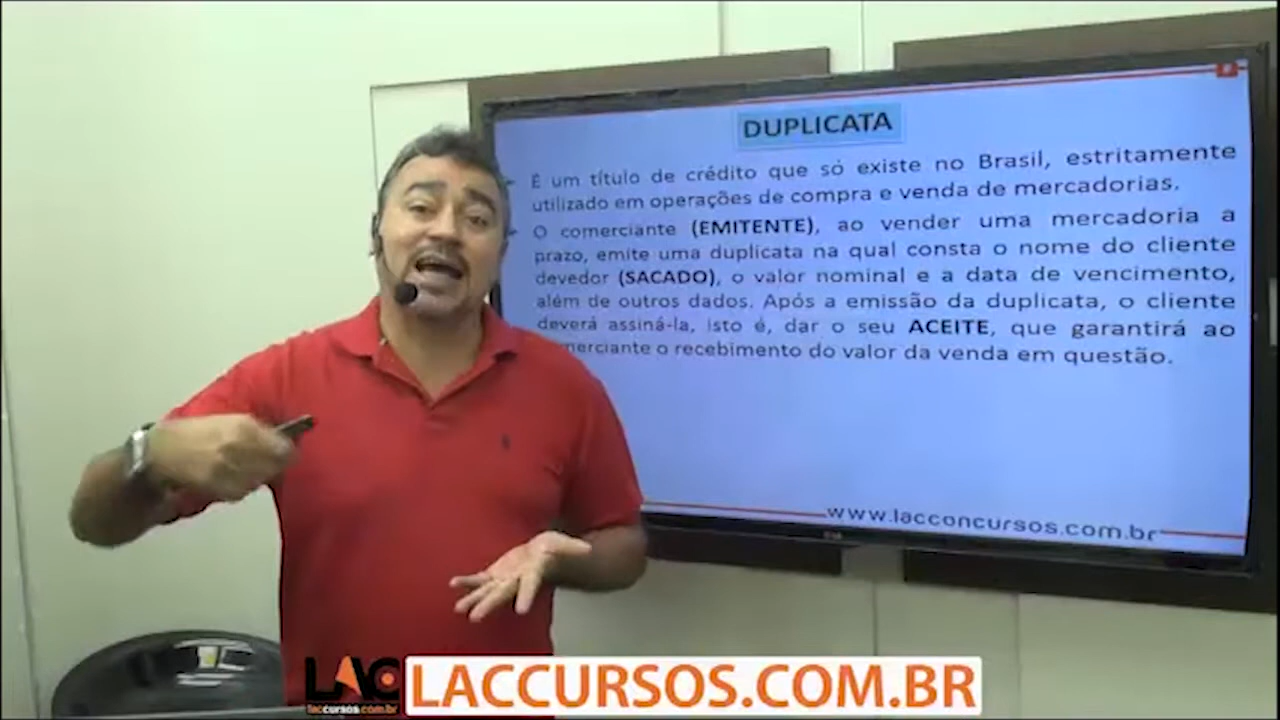 DUPLICATA
É um título de crédito que só existe no Brasil, estritamente
utilizado em operações de compra e venda de mercadorias.
O comerciante (EMITENTE), ao vender uma mercadoria a
prazo, emite uma duplicata na qual consta o nome do cliente
devedor (SACADO), o valor nominal e a data de vencimento,
além de outros dados. Após a emissão da duplicata, o cliente
deverá assiná-la, isto é, dar o seu ACEITE, que garantirá ao
merciante o recebimento do valor da venda em questão.
www.lacconcursos.com.br
LAC
laccursos.com.br
LACCURSOS.COM.BR